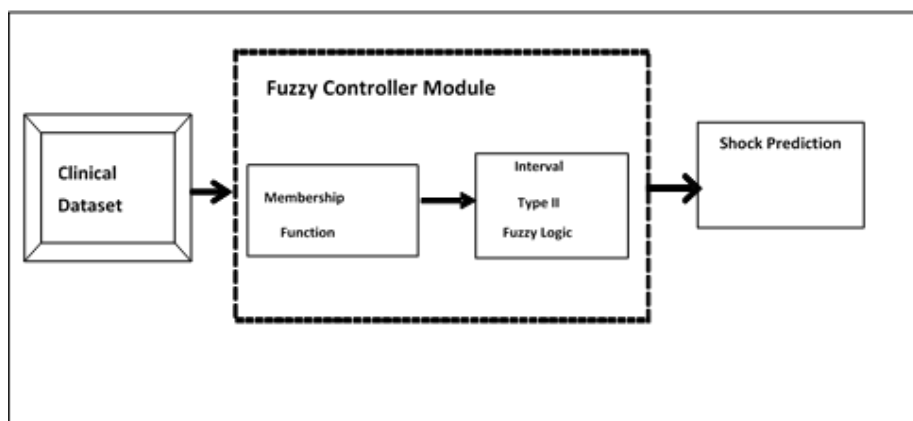 Fuzzy Controller Module
Clinical
Dataset
Membership
Function
Interval
Type II
Fuzzy Logic
Shock Prediction